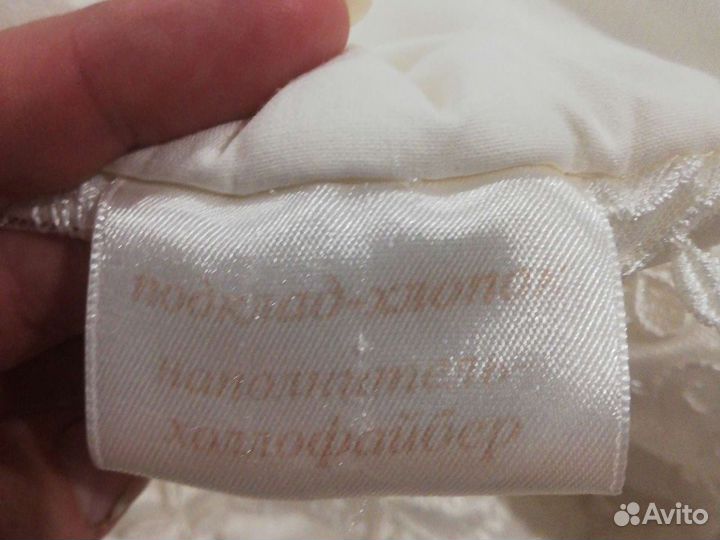 подклад-хлопок
наполнитель-
холлофайбер
Avito